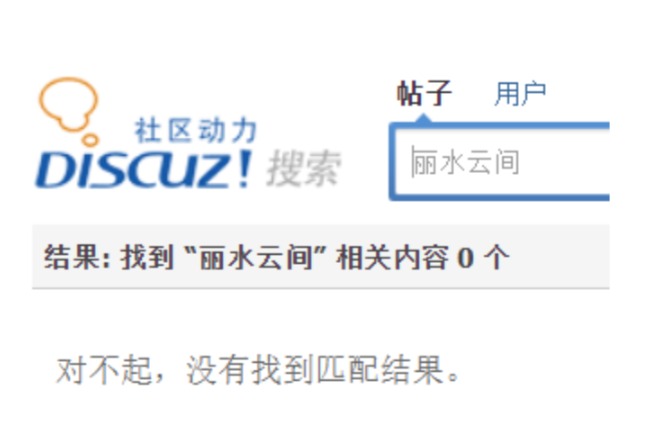 帖子 用户
社区动力
DISCUZ! 搜索
丽水云间
结果: 找到 “丽水云间” 相关内容 0 个
对不起，没有找到匹配结果。